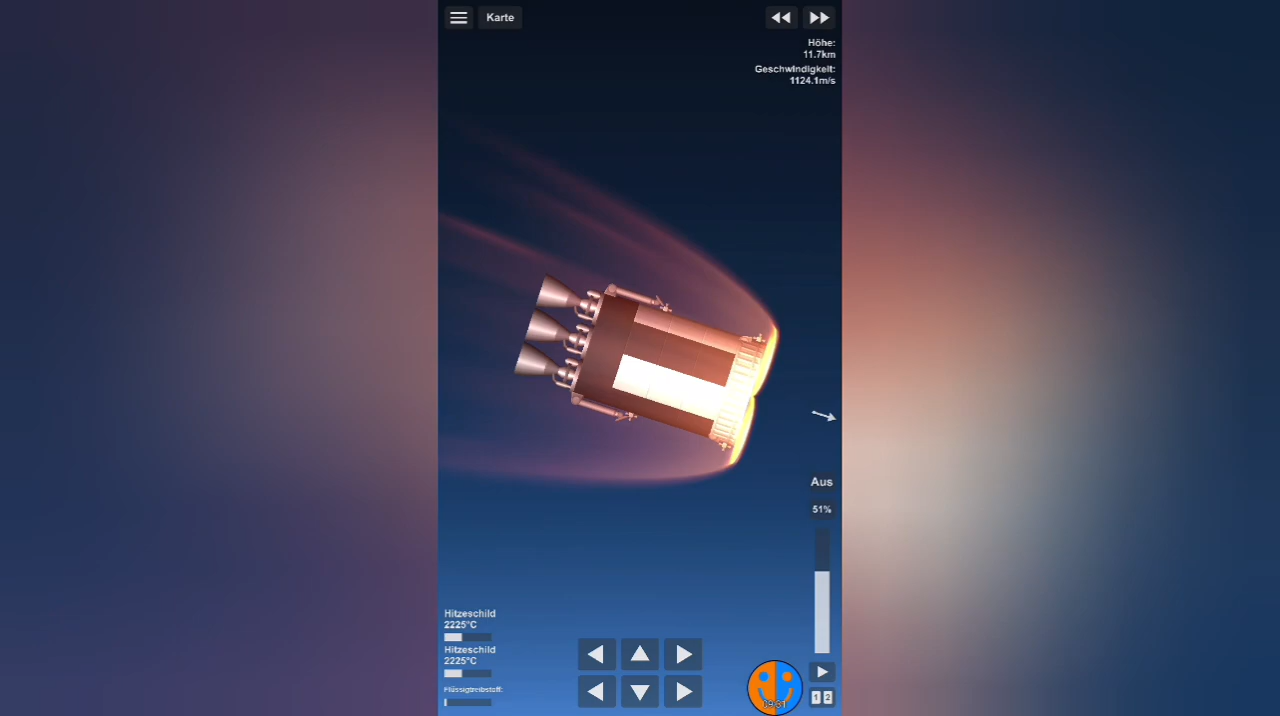 Karte
Höhe:
11.7km
Geschwindigkeit:
1124.1m/s
Aus
51%
Hitzeschild
2225°C
Hitzeschild
2225°C
Flüssigtreibstoff:
1 2